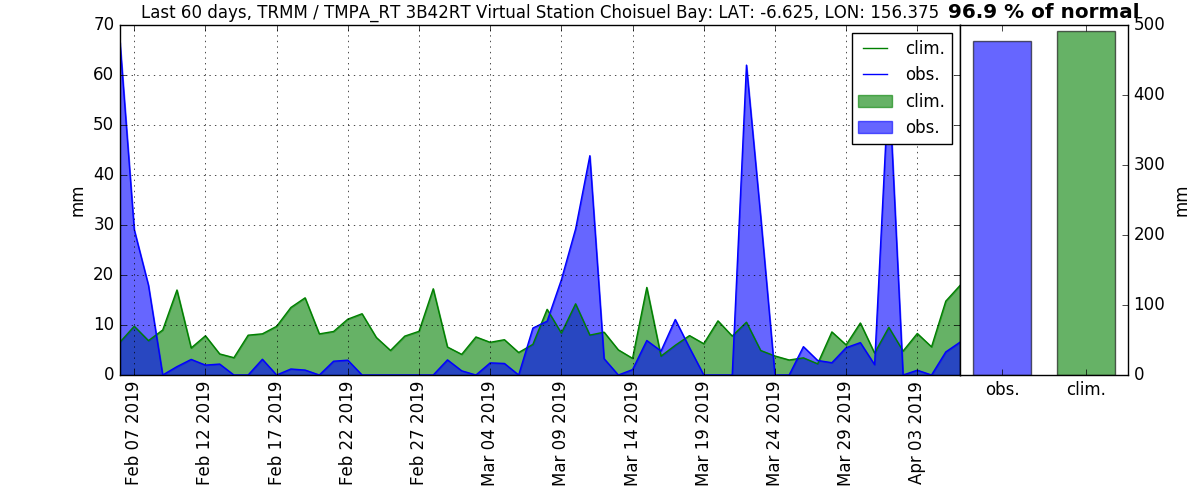 Last 60 days, TRMM / TMPA_RT 3B42RT Virtual Station Choisuel Bay: LAT: -6.625, LON: 156.375
96.9 % of normal
70
60
50
40
30
20
10
0
mm
clim.
obs.
clim.
obs.
500
400
300
200
100
0
mm
obs.
clim.
Feb 07 2019
Feb 12 2019
Feb 17 2019
Feb 22 2019
Feb 27 2019
Mar 04 2019
Mar 09 2019
Mar 14 2019
Mar 19 2019
Mar 24 2019
Mar 29 2019
Apr 03 2019